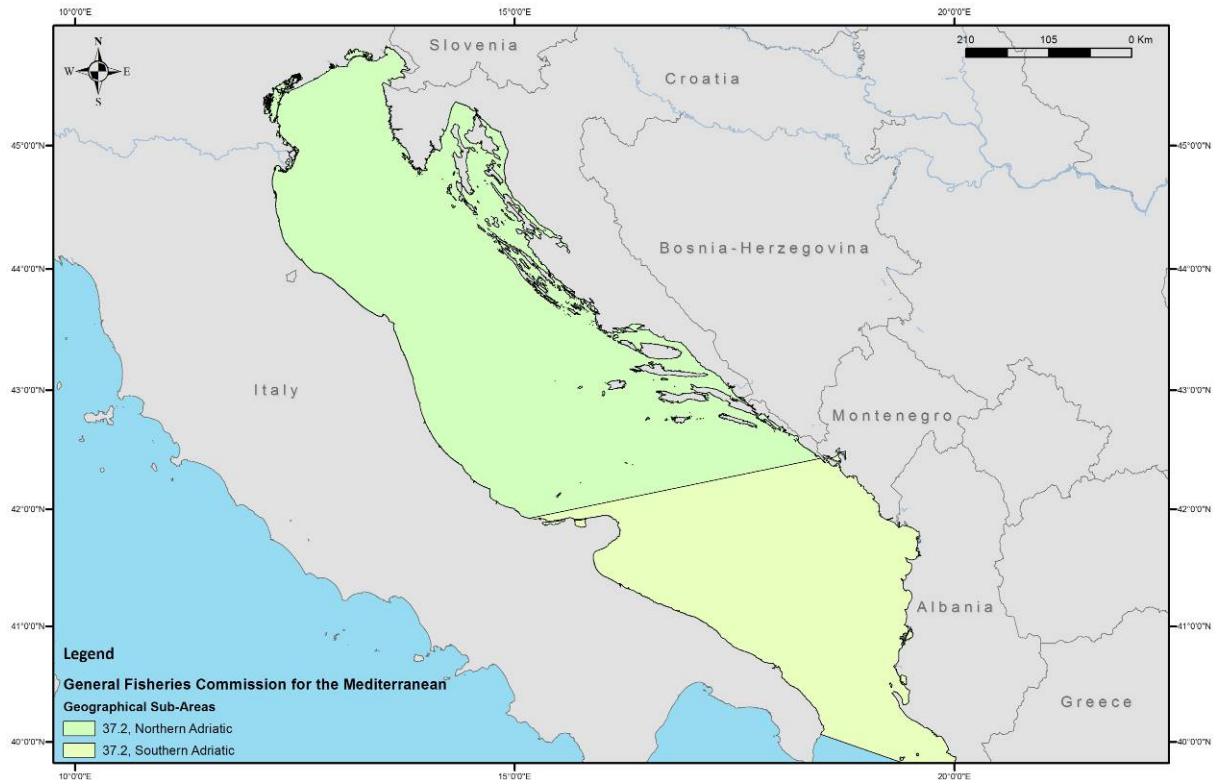 10°0'0"E
15°0'0"E
20°0'0"E
N
W
E
S
210
105
0 Km
Slovenia
Croatia
45°0'0"N
45°0'0"N
Bosnia-Herzegovina
44°0'0"N
44°0'0"N
Italy
43°0'0"N
43°0'0"N
Montenegro
42°0'0"N
42°0'0"N
Albania
41°0'0"N
41°0'0"N
Greece
40°0'0"N
40°0'0"N
Legend
General Fisheries Commission for the Mediterranean
Geographical Sub-Areas
37.2, Northern Adriatic
37.2, Southern Adriatic
10°0'0"E
15°0'0"E
20°0'0"E